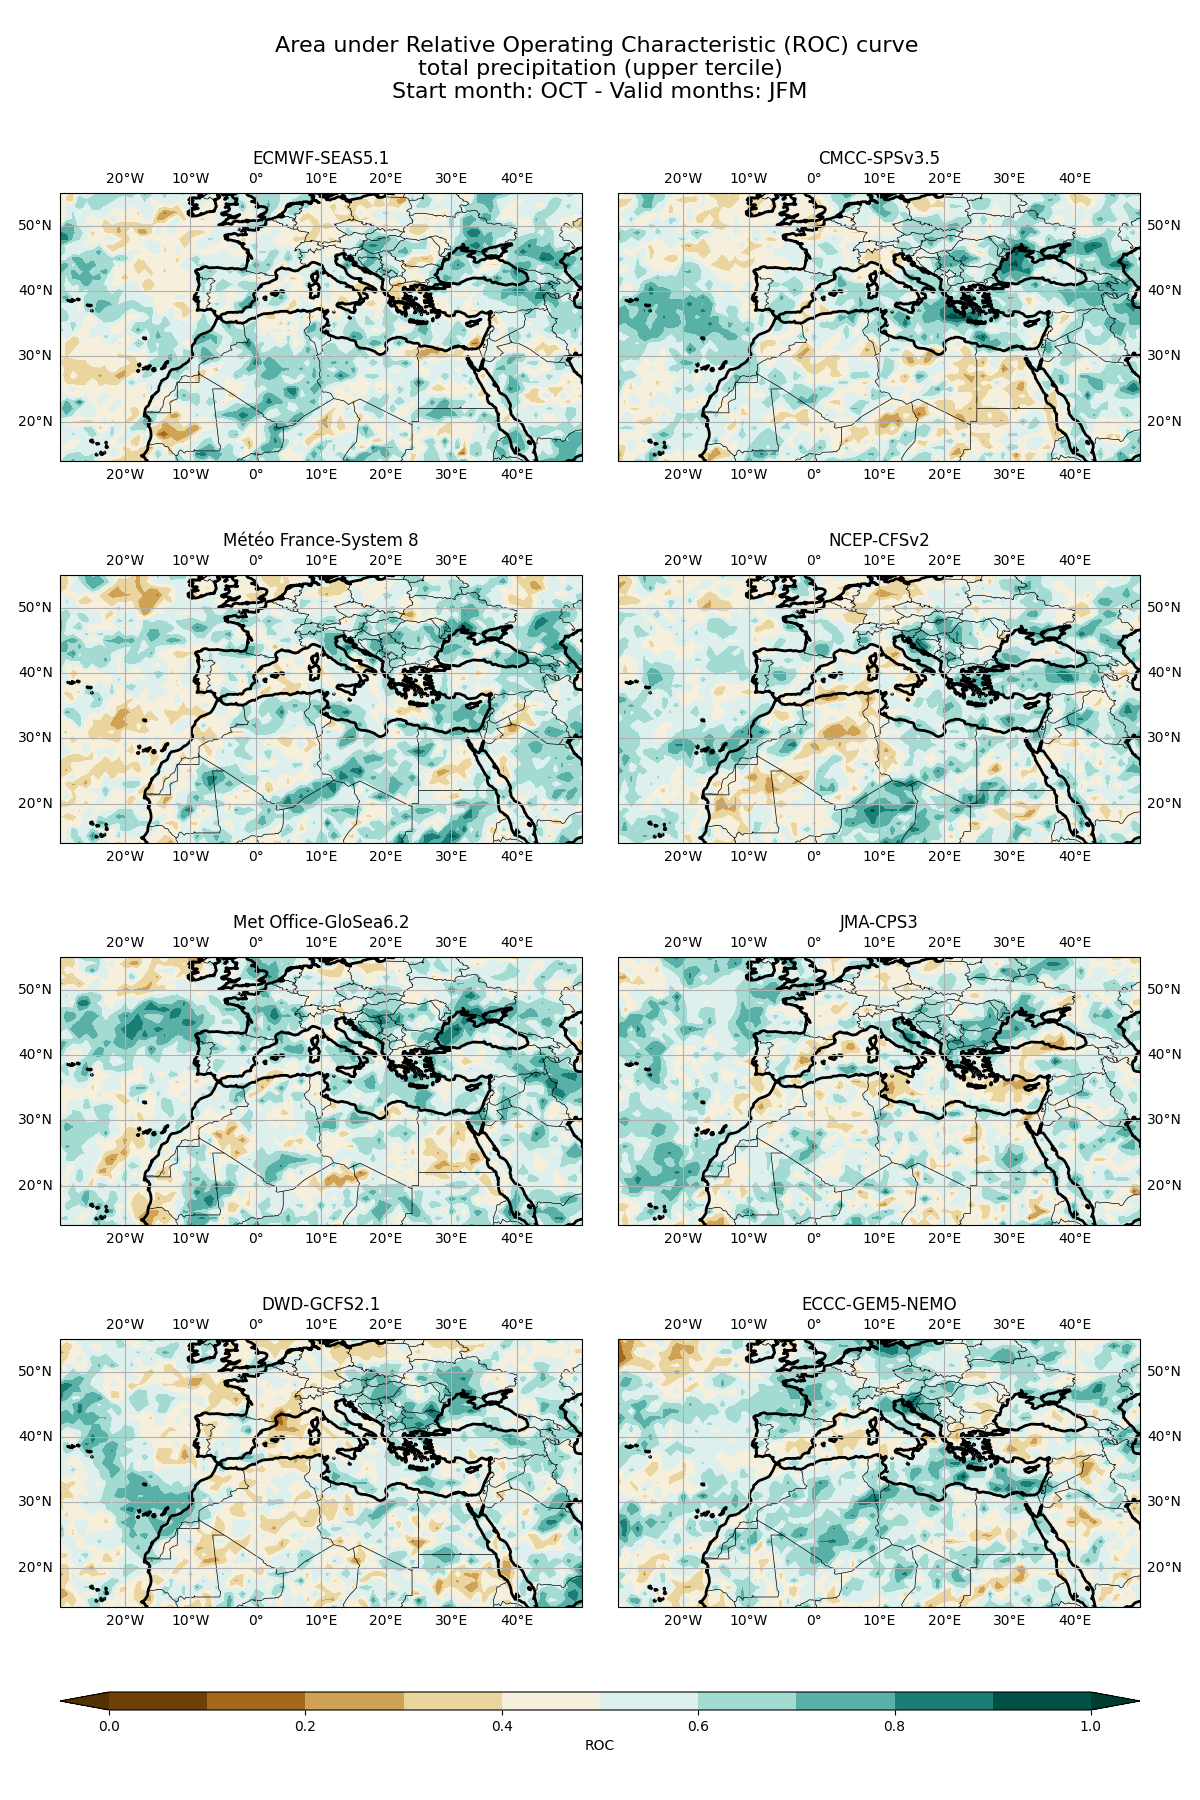 Area under Relative Operating Characteristic (ROC) curve
total precipitation (upper tercile)
Start month: OCT - Valid months: JFM
ECMWF-SEAS5.1
20°W 10°W 0° 10°E 20°E 30°E 40°E
50°N
40°N
30°N
20°N
20°W 10°W 0° 10°E 20°E 30°E 40°E
CMCC-SPSv3.5
20°W 10°W 0° 10°E 20°E 30°E 40°E
50°N
40°N
30°N
20°N
20°W 10°W 0° 10°E 20°E 30°E 40°E
Météo France-System 8
20°W 10°W 0° 10°E 20°E 30°E 40°E
50°N
40°N
30°N
20°N
20°W 10°W 0° 10°E 20°E 30°E 40°E
NCEP-CFSv2
20°W 10°W 0° 10°E 20°E 30°E 40°E
50°N
40°N
30°N
20°N
20°W 10°W 0° 10°E 20°E 30°E 40°E
Met Office-GloSea6.2
20°W 10°W 0° 10°E 20°E 30°E 40°E
50°N
40°N
30°N
20°N
20°W 10°W 0° 10°E 20°E 30°E 40°E
JMA-CPS3
20°W 10°W 0° 10°E 20°E 30°E 40°E
50°N
40°N
30°N
20°N
20°W 10°W 0° 10°E 20°E 30°E 40°E
DWD-GCFS2.1
20°W 10°W 0° 10°E 20°E 30°E 40°E
50°N
40°N
30°N
20°N
20°W 10°W 0° 10°E 20°E 30°E 40°E
ECCC-GEM5-NEMO
20°W 10°W 0° 10°E 20°E 30°E 40°E
50°N
40°N
30°N
20°N
20°W 10°W 0° 10°E 20°E 30°E 40°E
0.0 0.2 0.4 0.6 0.8 1.0
ROC